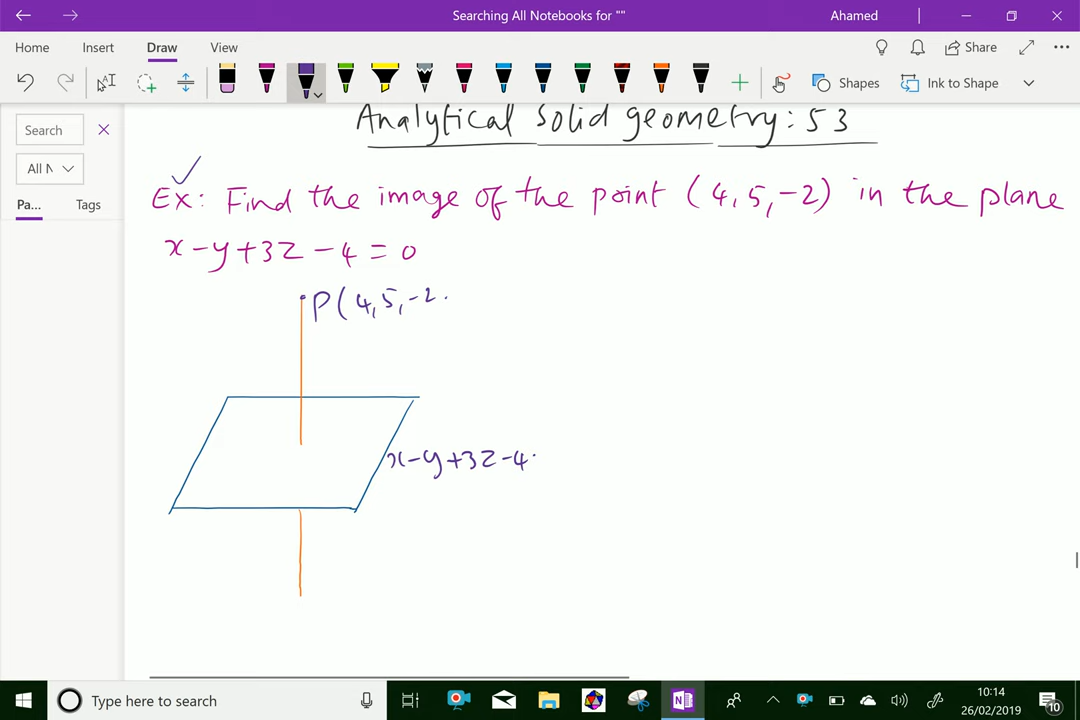 Searching All Notebooks for ""
Ahamed
Home Insert Draw View
Share
Shapes
Ink to Shape
Search
All N
Pa...
Tags
Analytical solid geometry: 53
Ex: Find the image of the point (4, 5, -2) in the plane
x - y + 3z - 4 = 0
P(4, 5, -2
x - y + 3z - 4
Type here to search
10:14
26/02/2019
10